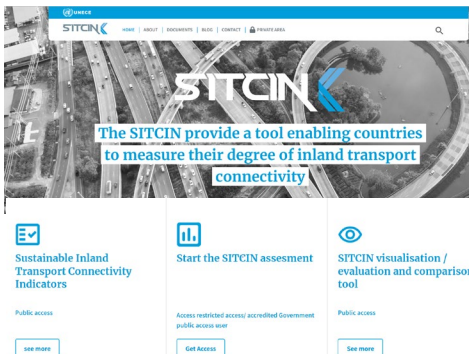 UNECE
SITCIN HOME | ABOUT | DOCUMENTS | BLOG | CONTACT | PRIVATE AREA
SITCIN
The SITCIN provide a tool enabling countries
to measure their degree of inland transport
connectivity
Sustainable Inland
Transport Connectivity
Indicators
Public access
see more
Start the SITCIN assesment
Access restricted access/ accredited Government
public access user
Get Access
SITCIN visualisation /
evaluation and comparison
tool
Public access
See more